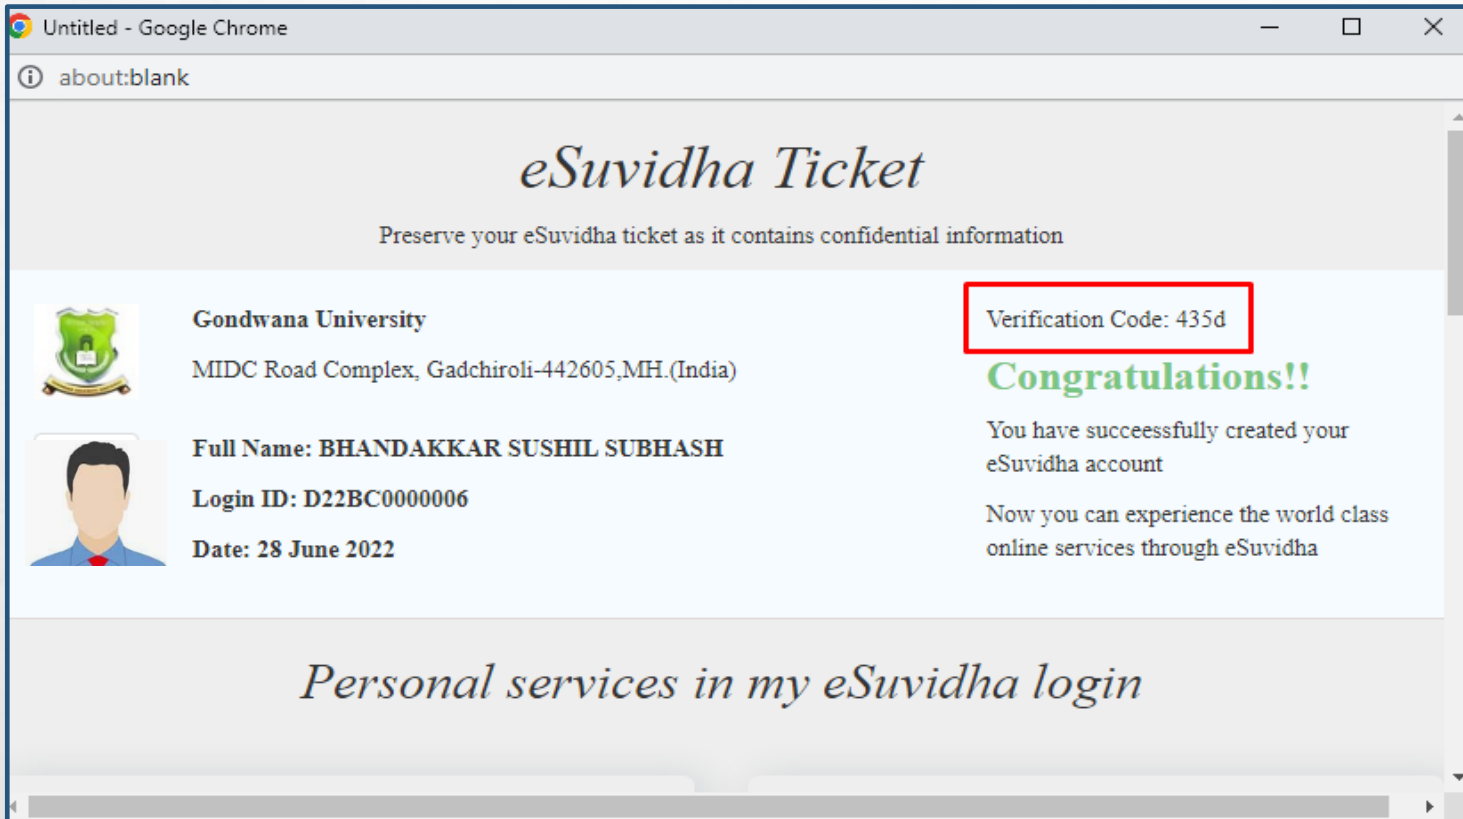 Untitled - Google Chrome
about:blank
eSuvidha Ticket
Preserve your eSuvidha ticket as it contains confidential information
Gondwana University
MIDC Road Complex, Gadchiroli-442605,MH.(India)
Full Name: BHANDAKKAR SUSHIL SUBHASH
Login ID: D22BC0000006
Date: 28 June 2022
Verification Code: 435d
Congratulations!!
You have succeessfully created your
eSuvidha account
Now you can experience the world class
online services through eSuvidha
Personal services in my eSuvidha login